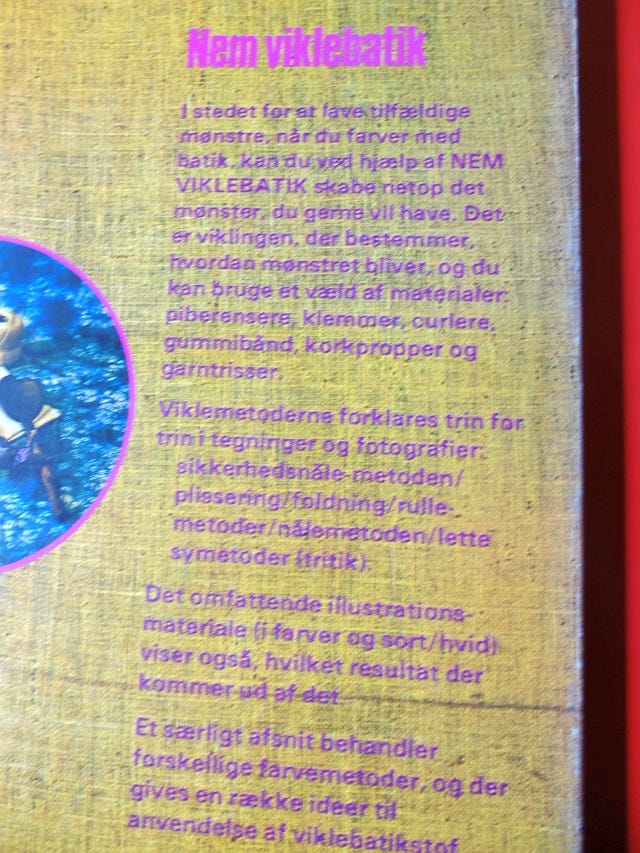 Nem viklebatik
I stedet for at lave tilfældige
mønstre, når du farver med
batik, kan du ved hjælp af NEM
VIKLEBATIK skabe netop det
mønster, du gerne vil have. Det
er viklingen, der bestemmer,
hvordan mønstret bliver, og du
kan bruge et væld af materialer:
piberensere, klemmer, curlere,
gummibånd, korkpropper og
garntrisser.
Viklemetoderne forklares trin for
trin i tegninger og fotografier:
sikkerhedsnåle-metoden/
plissering/foldning/rulle-
metoder/nålemetoden/lette
symetoder (tritik).
Det omfattende illustrations-
materiale (i farver og sort/hvid)
viser også, hvilket resultat der
kommer ud af det.
Et særligt afsnit behandler
forskellige farvemetoder, og der
gives en række ideer til
anvendelse af viklebatikstof